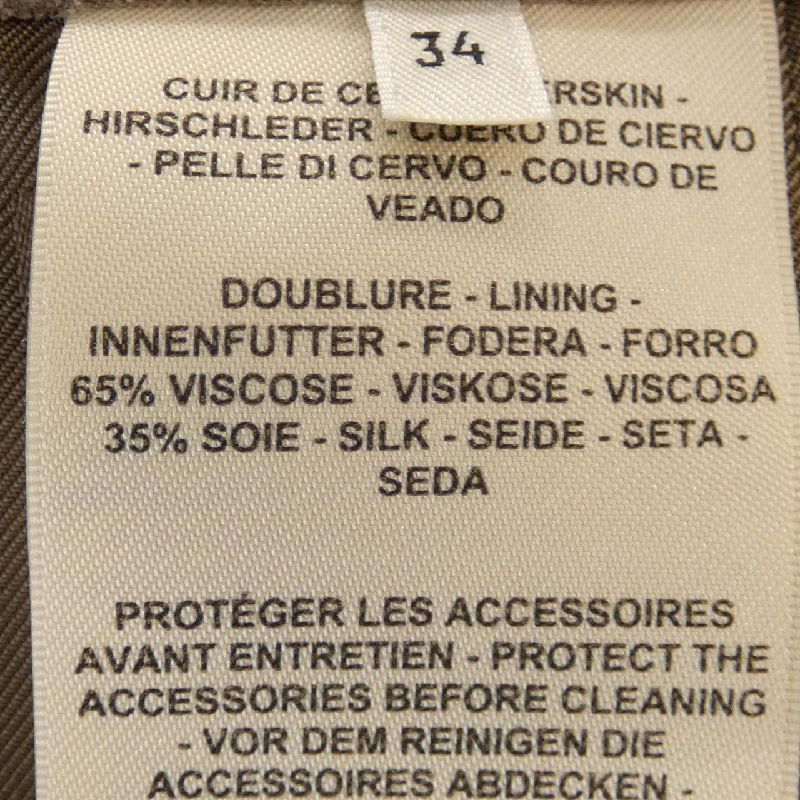 34
CUIR DE
HIRSCHLEDER - CUERO DE CIERVO
- PELLE DI CERVO - COURO DE
VEADO
DOUBLURE - LINING -
INNENFUTTER - FODERA - FORRO
65% VISCOSE - VISKOSE - VISCOSA
35% SOIE - SILK - SEIDE - SETA -
SEDA
PROTÉGER LES ACCESSOIRES
AVANT ENTRETIEN - PROTECT THE
ACCESSORIES BEFORE CLEANING
- VOR DEM REINIGEN DIE
ACCESSOIRES ABDECKEN -